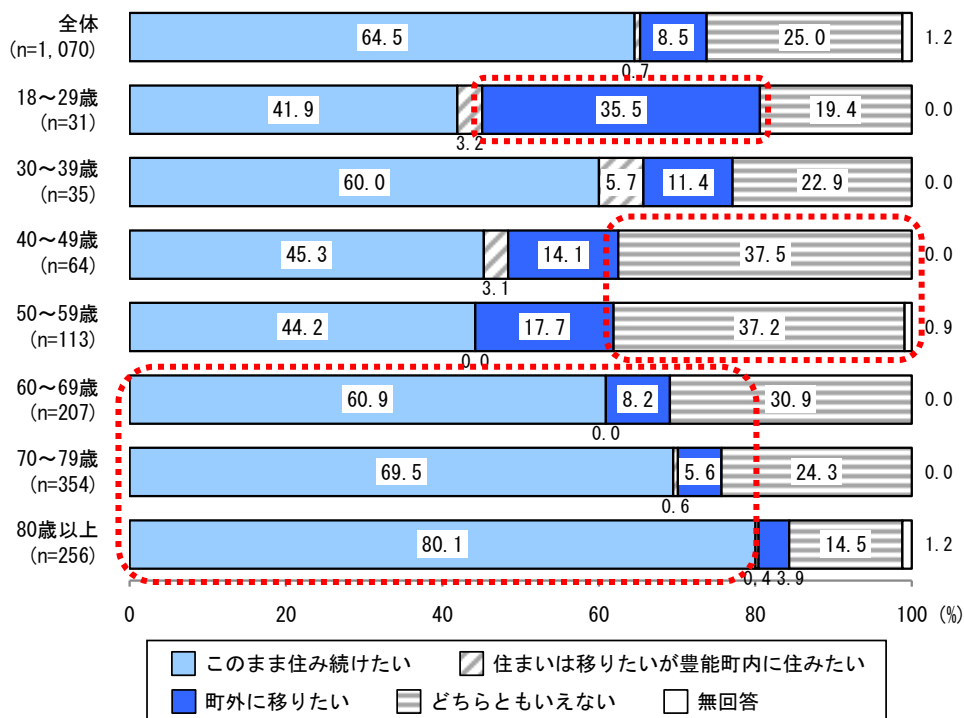 全体 64.5 8.5 25.0 1.2
(n=1,070) 0.7
18～29歳 41.9 35.5 19.4 0.0
(n=31) 3.2
30～39歳 60.0 5.7 11.4 22.9 0.0
(n=35)
40～49歳 45.3 14.1 37.5 0.0
(n=64) 3.1
50～59歳 44.2 17.7 37.2 0.9
(n=113) 0.0
60～69歳 60.9 8.2 30.9 0.0
(n=207) 0.0
70～79歳 69.5 5.6 24.3 0.0
(n=354) 0.6
80歳以上 80.1 14.5 1.2
(n=256) 0.4 3.9
0 20 40 60 80 100 (%)
このまま住み続けたい 住まいは移りたいが豊能町内に住みたい
町外に移りたい どちらともいえない 無回答